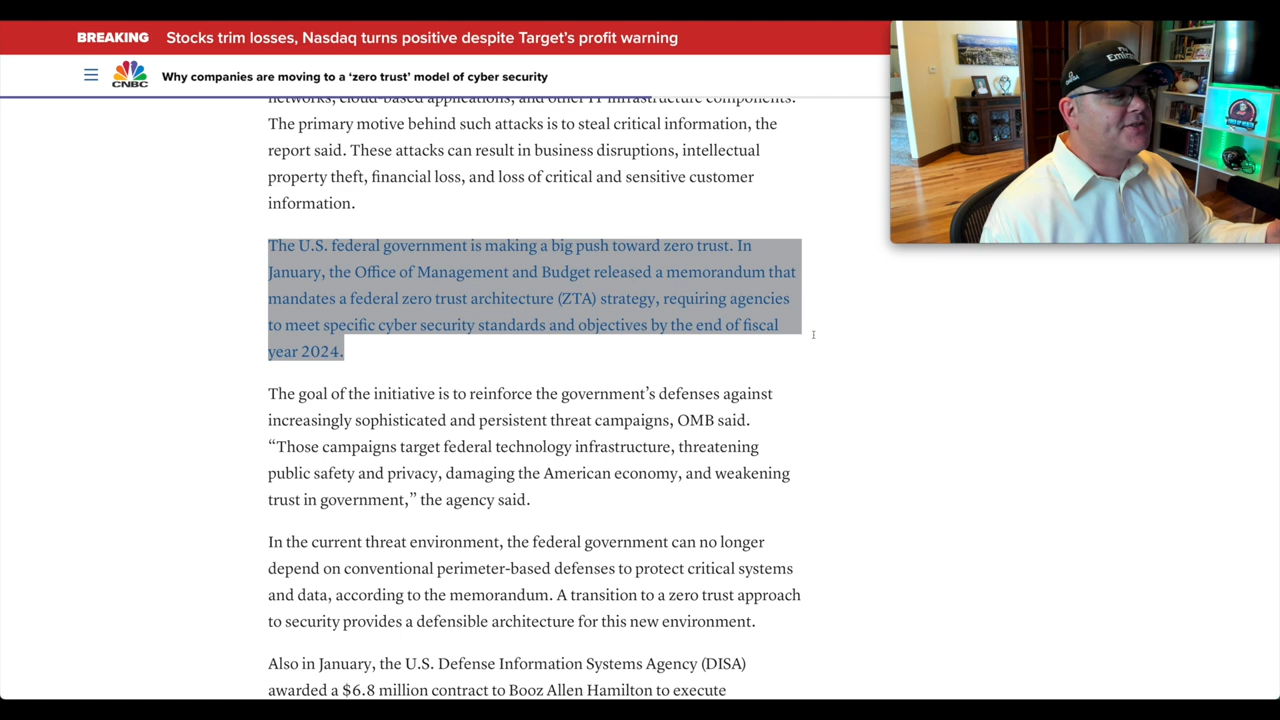 BREAKING Stocks trim losses, Nasdaq turns positive despite Target’s profit warning
CNBC Why companies are moving to a ‘zero trust’ model of cyber security
networks, cloud-based applications, and other IT infrastructure components.
The primary motive behind such attacks is to steal critical information, the
report said. These attacks can result in business disruptions, intellectual
property theft, financial loss, and loss of critical and sensitive customer
information.
The U.S. federal government is making a big push toward zero trust. In
January, the Office of Management and Budget released a memorandum that
mandates a federal zero trust architecture (ZTA) strategy, requiring agencies
to meet specific cyber security standards and objectives by the end of fiscal
year 2024.
The goal of the initiative is to reinforce the government’s defenses against
increasingly sophisticated and persistent threat campaigns, OMB said.
“Those campaigns target federal technology infrastructure, threatening
public safety and privacy, damaging the American economy, and weakening
trust in government,” the agency said.
In the current threat environment, the federal government can no longer
depend on conventional perimeter-based defenses to protect critical systems
and data, according to the memorandum. A transition to a zero trust approach
to security provides a defensible architecture for this new environment.
Also in January, the U.S. Defense Information Systems Agency (DISA)
awarded a $6.8 million contract to Booz Allen Hamilton to execute